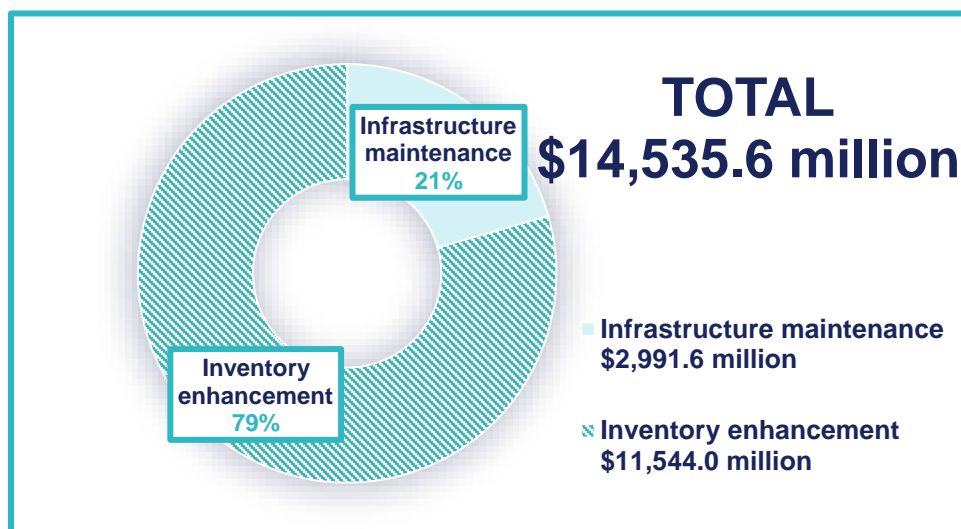 TOTAL
$14,535.6 million
Infrastructure
maintenance
21%
Inventory
enhancement
79%
Infrastructure maintenance
$2,991.6 million
Inventory enhancement
$11,544.0 million